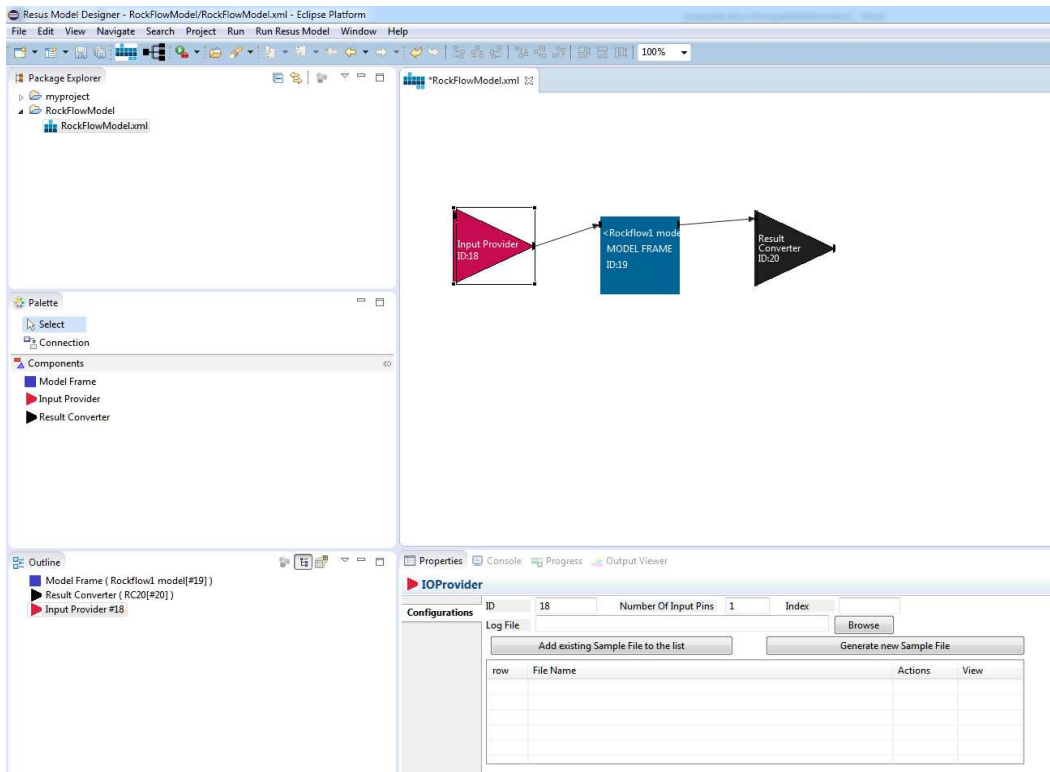 Resus Model Designer - RockFlowModel/RockFlowModel.xml - Eclipse Platform
File Edit View Navigate Search Project Run Run Resus Model Window Help
100%
Package Explorer
myproject
RockFlowModel
RockFlowModel.xml
*RockFlowModel.xml
Input Provider
ID:18
<Rockflow1 mode
MODEL FRAME
ID:19
Result
Converter
ID:20
Palette
Select
Connection
Components
Model Frame
Input Provider
Result Converter
Outline
Model Frame ( Rockflow1 model[#19] )
Result Converter ( RC20[#20] )
Input Provider #18
Properties Console Progress Output Viewer
IOProvider
Configurations
ID 18 Number Of Input Pins 1 Index
Log File Browse
Add existing Sample File to the list Generate new Sample File
row File Name Actions View